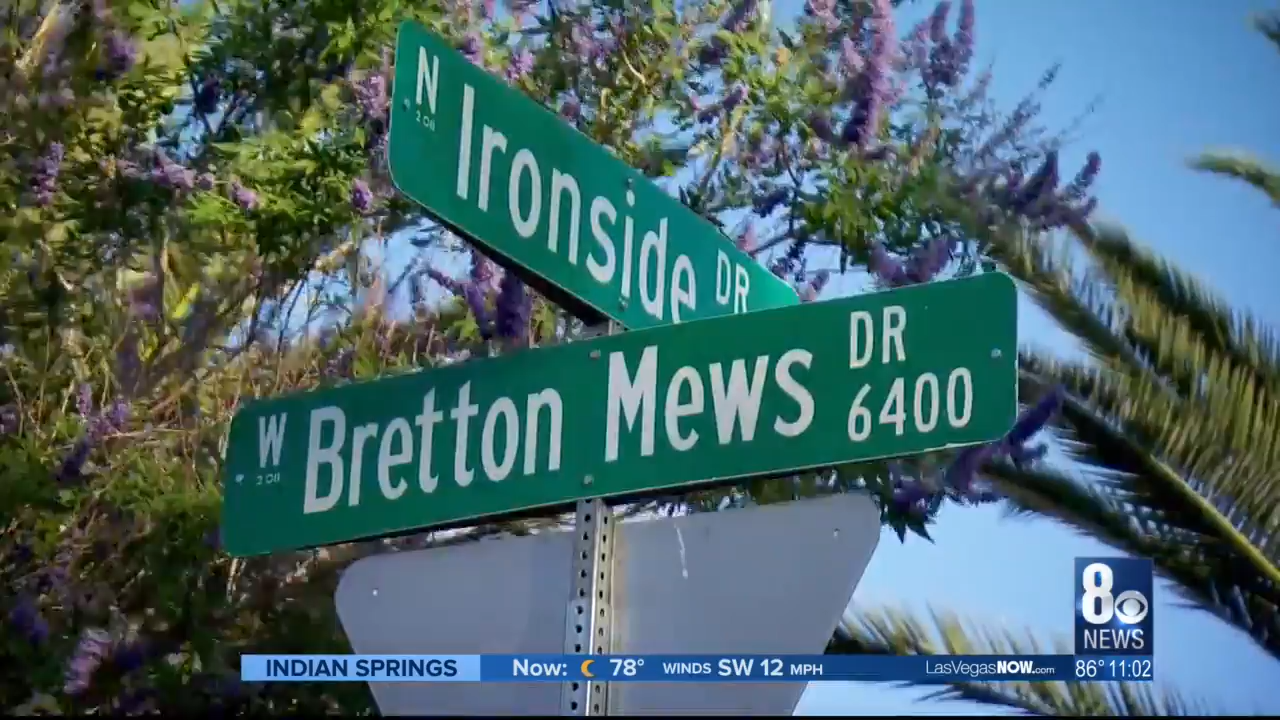 N Ironside DR
W Bretton Mews DR
6400
8
NEWS
INDIAN SPRINGS Now: 78° WINDS SW 12 MPH LasVegasNOW.com 86° 11:02